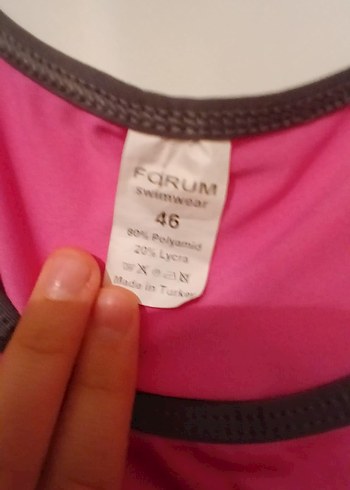 FORUM
Swimwear
46
80% Polyamid
20% Lycra
Made in Turkey